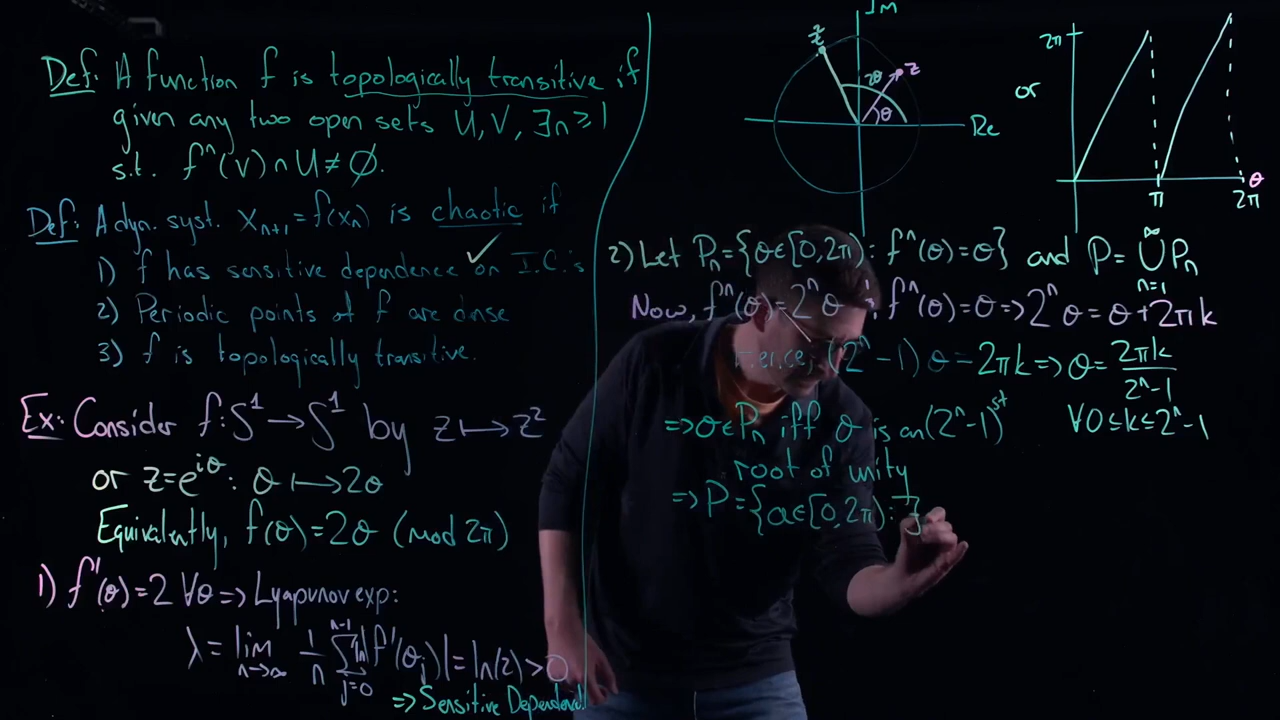 Def: A function f is topologically transitive if
given any two open sets U, V, ∃n≥1
s.t. fⁿ(V)∩U≠∅.
Def: A dyn. syst. xₙ₊₁=f(xₙ) is chaotic if
1) f has sensitive dependence on I.C.'s ✓
2) Periodic points of f are dense
3) f is topologically transitive.
Ex: Consider f: S¹→S¹ by z↦z²
or z=e^{iθ}: θ↦2θ
Equivalently, f(θ)=2θ (mod 2π)
1) f'(θ)=2 ∀θ => Lyapunov exp:
λ = lim_{n→∞} 1/n ∑_{j=0}^{n-1} ln|f'(θ_j)| = ln(2) > 0
=> Sensitive Dependence
Im
z²
2θ
z
θ
Re
or
2π
π
2π
θ
2) Let Pₙ={θ∈[0,2π): fⁿ(θ)=θ} and P=⋃_{n=1}^{∞} Pₙ
Now, fⁿ(θ)=2ⁿθ ; fⁿ(θ)=θ => 2ⁿθ = θ+2πk
Hence, (2ⁿ-1)θ = 2πk => θ = 2πk/(2ⁿ-1)
=> θ∈Pₙ iff θ is an (2ⁿ-1)^{st} ∀0≤k≤2ⁿ-1
root of unity
=> P={a∈[0,2π): ∃